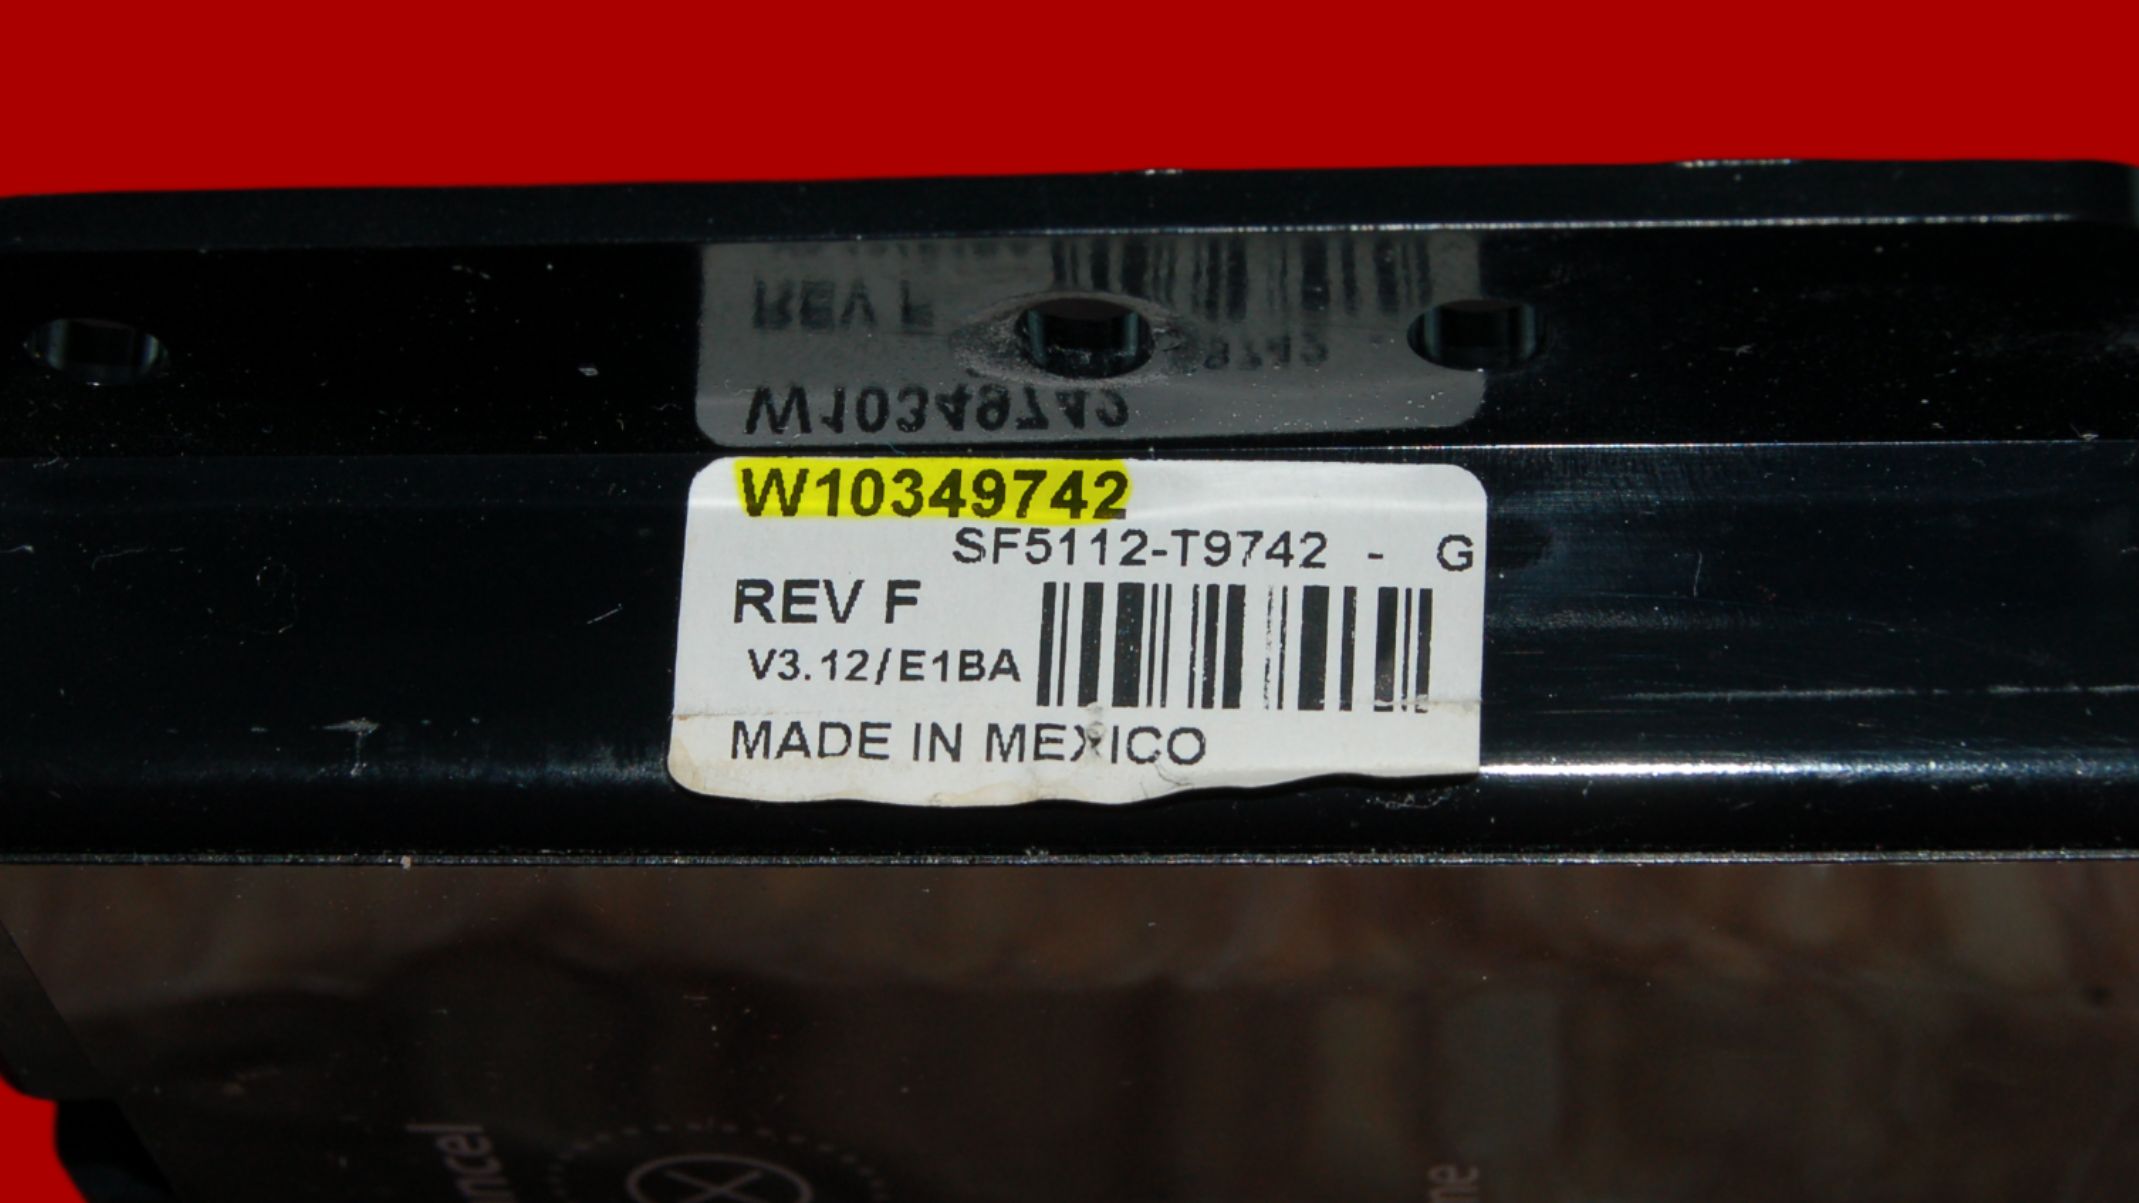 W10349742
SF5112-T9742 - G
REV F
V3.12/E1BA
MADE IN MEXICO